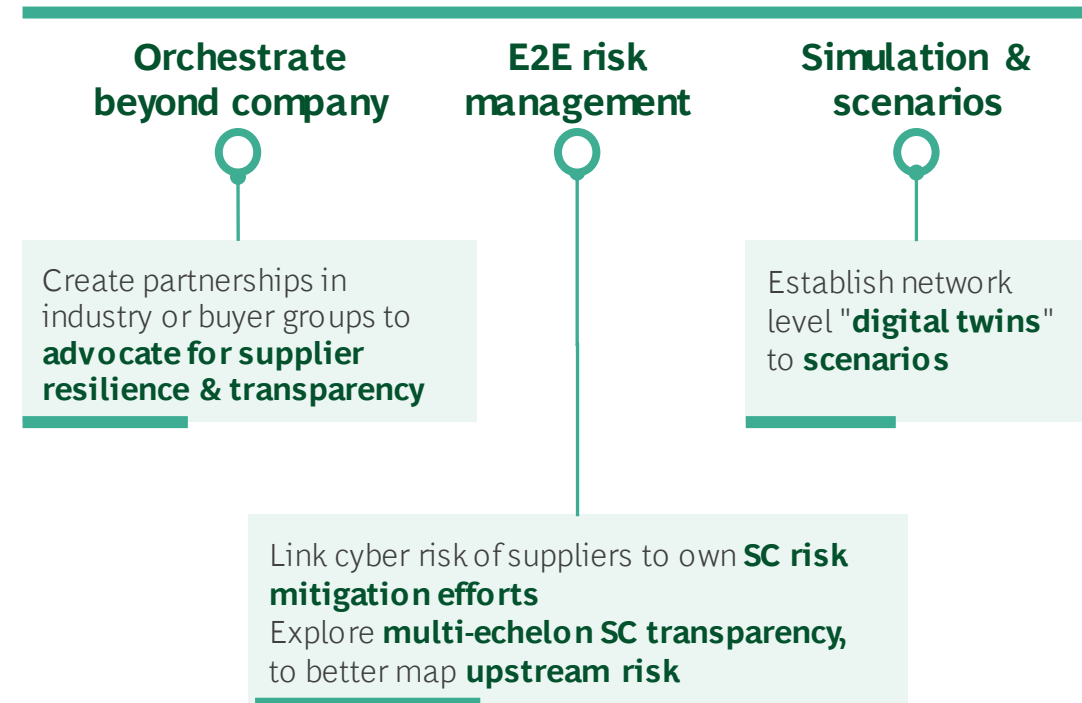 Orchestrate
beyond company
E2E risk
management
Simulation &
scenarios
Create partnerships in
industry or buyer groups to
advocate for supplier
resilience & transparency
Establish network
level "digital twins"
to scenarios
Link cyber risk of suppliers to own SC risk
mitigation efforts
Explore multi-echelon SC transparency,
to better map upstream risk